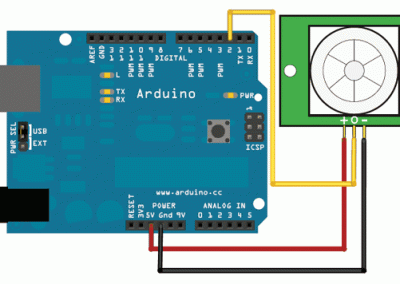 AREF
GND
13
12
11
10
9
8
7
6
5
4
3
2
1
0
PWM
PWM
PWM
PWM
PWM
PWM
TX
RX
DIGITAL
L
TX
RX
Arduino
PWR
1
ICSP
PWR SEL
USB
EXT
www.arduino.cc
POWER
ANALOG IN
RESET
3V3
5V
Gnd
9V
0 1 2 3 4 5
+ O -